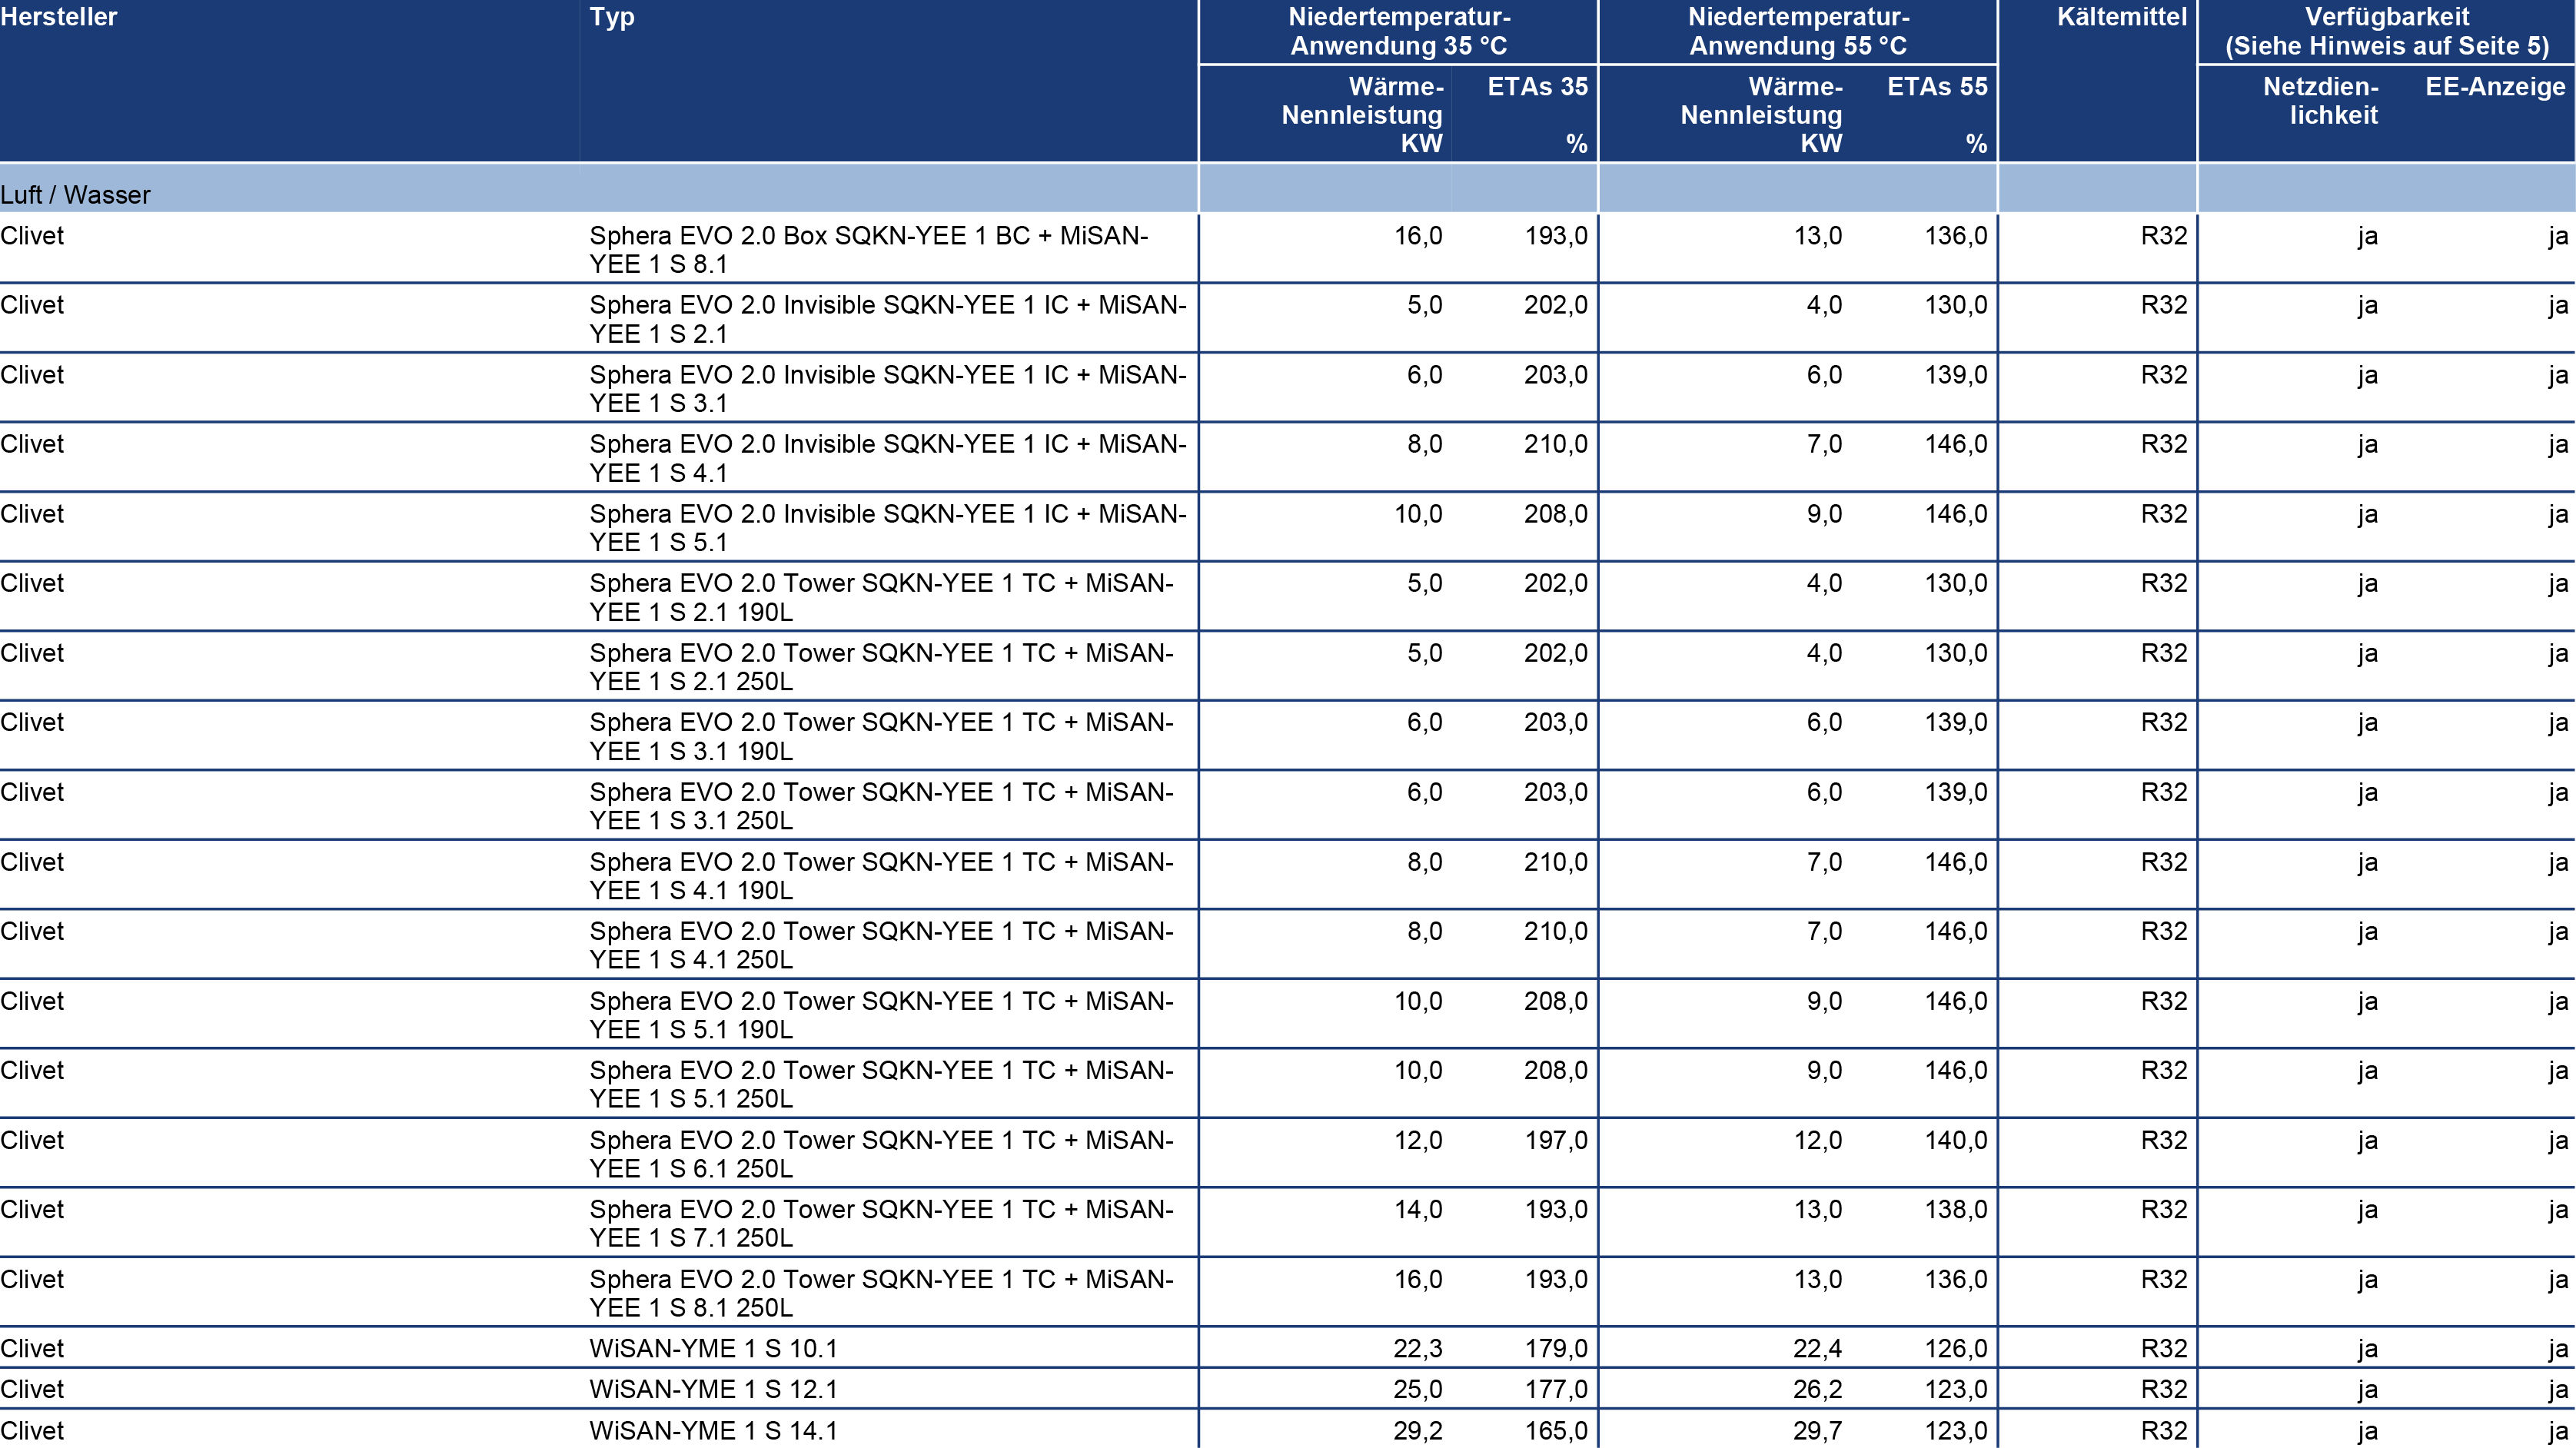 Hersteller Typ Niedertemperatur- Niedertemperatur- Kältemittel Verfügbarkeit
Anwendung 35 °C Anwendung 55 °C (Siehe Hinweis auf Seite 5)
Wärme- ETAs 35 Wärme- ETAs 55 Netzdien- EE-Anzeige
Nennleistung Nennleistung lichkeit
KW % KW %
Luft / Wasser
Clivet Sphera EVO 2.0 Box SQKN-YEE 1 BC + MiSAN- 16,0 193,0 13,0 136,0 R32 ja ja
YEE 1 S 8.1
Clivet Sphera EVO 2.0 Invisible SQKN-YEE 1 IC + MiSAN- 5,0 202,0 4,0 130,0 R32 ja ja
YEE 1 S 2.1
Clivet Sphera EVO 2.0 Invisible SQKN-YEE 1 IC + MiSAN- 6,0 203,0 6,0 139,0 R32 ja ja
YEE 1 S 3.1
Clivet Sphera EVO 2.0 Invisible SQKN-YEE 1 IC + MiSAN- 8,0 210,0 7,0 146,0 R32 ja ja
YEE 1 S 4.1
Clivet Sphera EVO 2.0 Invisible SQKN-YEE 1 IC + MiSAN- 10,0 208,0 9,0 146,0 R32 ja ja
YEE 1 S 5.1
Clivet Sphera EVO 2.0 Tower SQKN-YEE 1 TC + MiSAN- 5,0 202,0 4,0 130,0 R32 ja ja
YEE 1 S 2.1 190L
Clivet Sphera EVO 2.0 Tower SQKN-YEE 1 TC + MiSAN- 5,0 202,0 4,0 130,0 R32 ja ja
YEE 1 S 2.1 250L
Clivet Sphera EVO 2.0 Tower SQKN-YEE 1 TC + MiSAN- 6,0 203,0 6,0 139,0 R32 ja ja
YEE 1 S 3.1 190L
Clivet Sphera EVO 2.0 Tower SQKN-YEE 1 TC + MiSAN- 6,0 203,0 6,0 139,0 R32 ja ja
YEE 1 S 3.1 250L
Clivet Sphera EVO 2.0 Tower SQKN-YEE 1 TC + MiSAN- 8,0 210,0 7,0 146,0 R32 ja ja
YEE 1 S 4.1 190L
Clivet Sphera EVO 2.0 Tower SQKN-YEE 1 TC + MiSAN- 8,0 210,0 7,0 146,0 R32 ja ja
YEE 1 S 4.1 250L
Clivet Sphera EVO 2.0 Tower SQKN-YEE 1 TC + MiSAN- 10,0 208,0 9,0 146,0 R32 ja ja
YEE 1 S 5.1 190L
Clivet Sphera EVO 2.0 Tower SQKN-YEE 1 TC + MiSAN- 10,0 208,0 9,0 146,0 R32 ja ja
YEE 1 S 5.1 250L
Clivet Sphera EVO 2.0 Tower SQKN-YEE 1 TC + MiSAN- 12,0 197,0 12,0 140,0 R32 ja ja
YEE 1 S 6.1 250L
Clivet Sphera EVO 2.0 Tower SQKN-YEE 1 TC + MiSAN- 14,0 193,0 13,0 138,0 R32 ja ja
YEE 1 S 7.1 250L
Clivet Sphera EVO 2.0 Tower SQKN-YEE 1 TC + MiSAN- 16,0 193,0 13,0 136,0 R32 ja ja
YEE 1 S 8.1 250L
Clivet WiSAN-YME 1 S 10.1 22,3 179,0 22,4 126,0 R32 ja ja
Clivet WiSAN-YME 1 S 12.1 25,0 177,0 26,2 123,0 R32 ja ja
Clivet WiSAN-YME 1 S 14.1 29,2 165,0 29,7 123,0 R32 ja ja